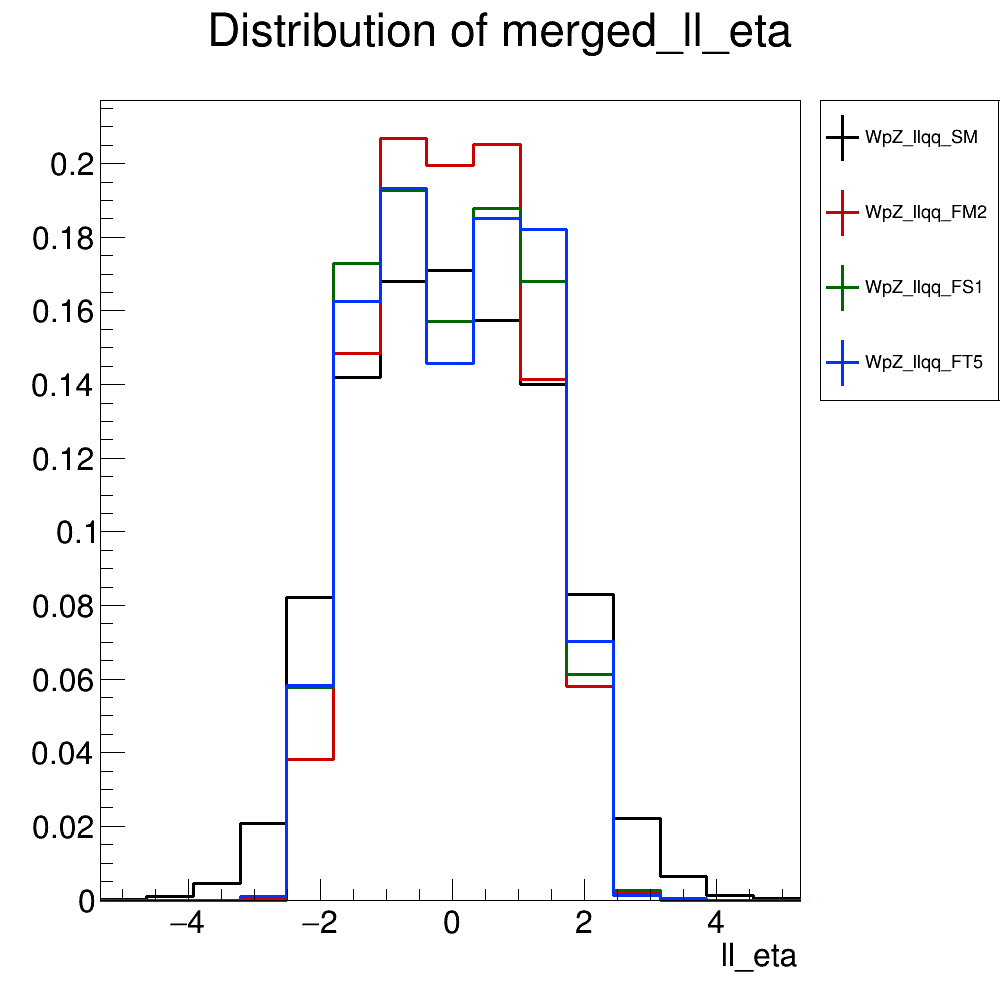 Distribution of merged_ll_eta
WpZ_llqq_SM
WpZ_llqq_FM2
WpZ_llqq_FS1
WpZ_llqq_FT5
0.2
0.18
0.16
0.14
0.12
0.1
0.08
0.06
0.04
0.02
0
−4 −2 0 2 4
ll_eta